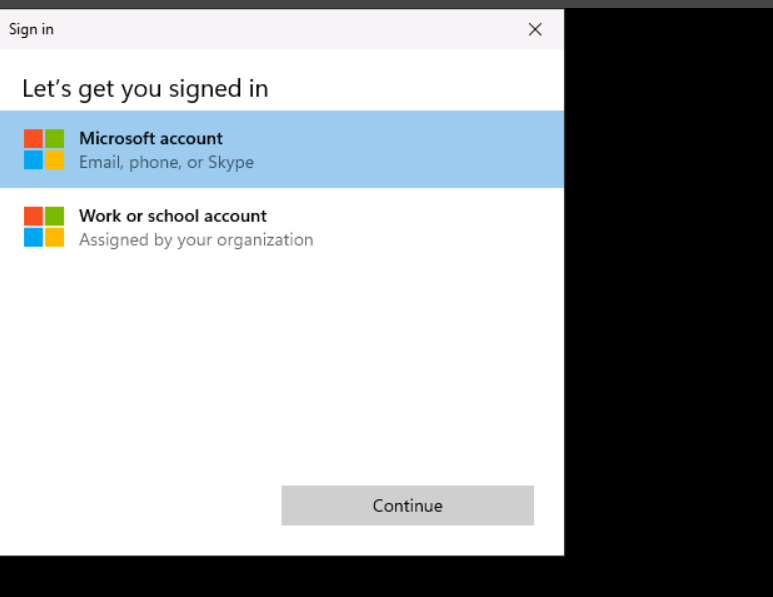 Sign in
Let's get you signed in
Microsoft account
Email, phone, or Skype
Work or school account
Assigned by your organization
Continue